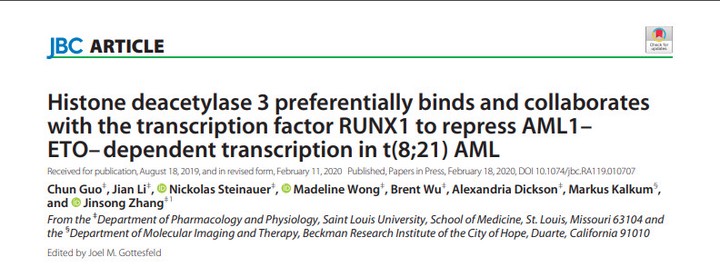 JBC ARTICLE
Check for
updates
Histone deacetylase 3 preferentially binds and collaborates
with the transcription factor RUNX1 to repress AML1–
ETO–dependent transcription in t(8;21) AML
Received for publication, August 18, 2019, and in revised form, February 11, 2020 Published, Papers in Press, February 18, 2020, DOI 10.1074/jbc.RA119.010707
Chun Guo‡, Jian Li‡, Nickolas Steinauer‡, Madeline Wong‡, Brent Wu‡, Alexandria Dickson‡, Markus Kalkum§,
and Jinsong Zhang‡1
From the ‡Department of Pharmacology and Physiology, Saint Louis University, School of Medicine, St. Louis, Missouri 63104 and
the §Department of Molecular Imaging and Therapy, Beckman Research Institute of the City of Hope, Duarte, California 91010
Edited by Joel M. Gottesfeld